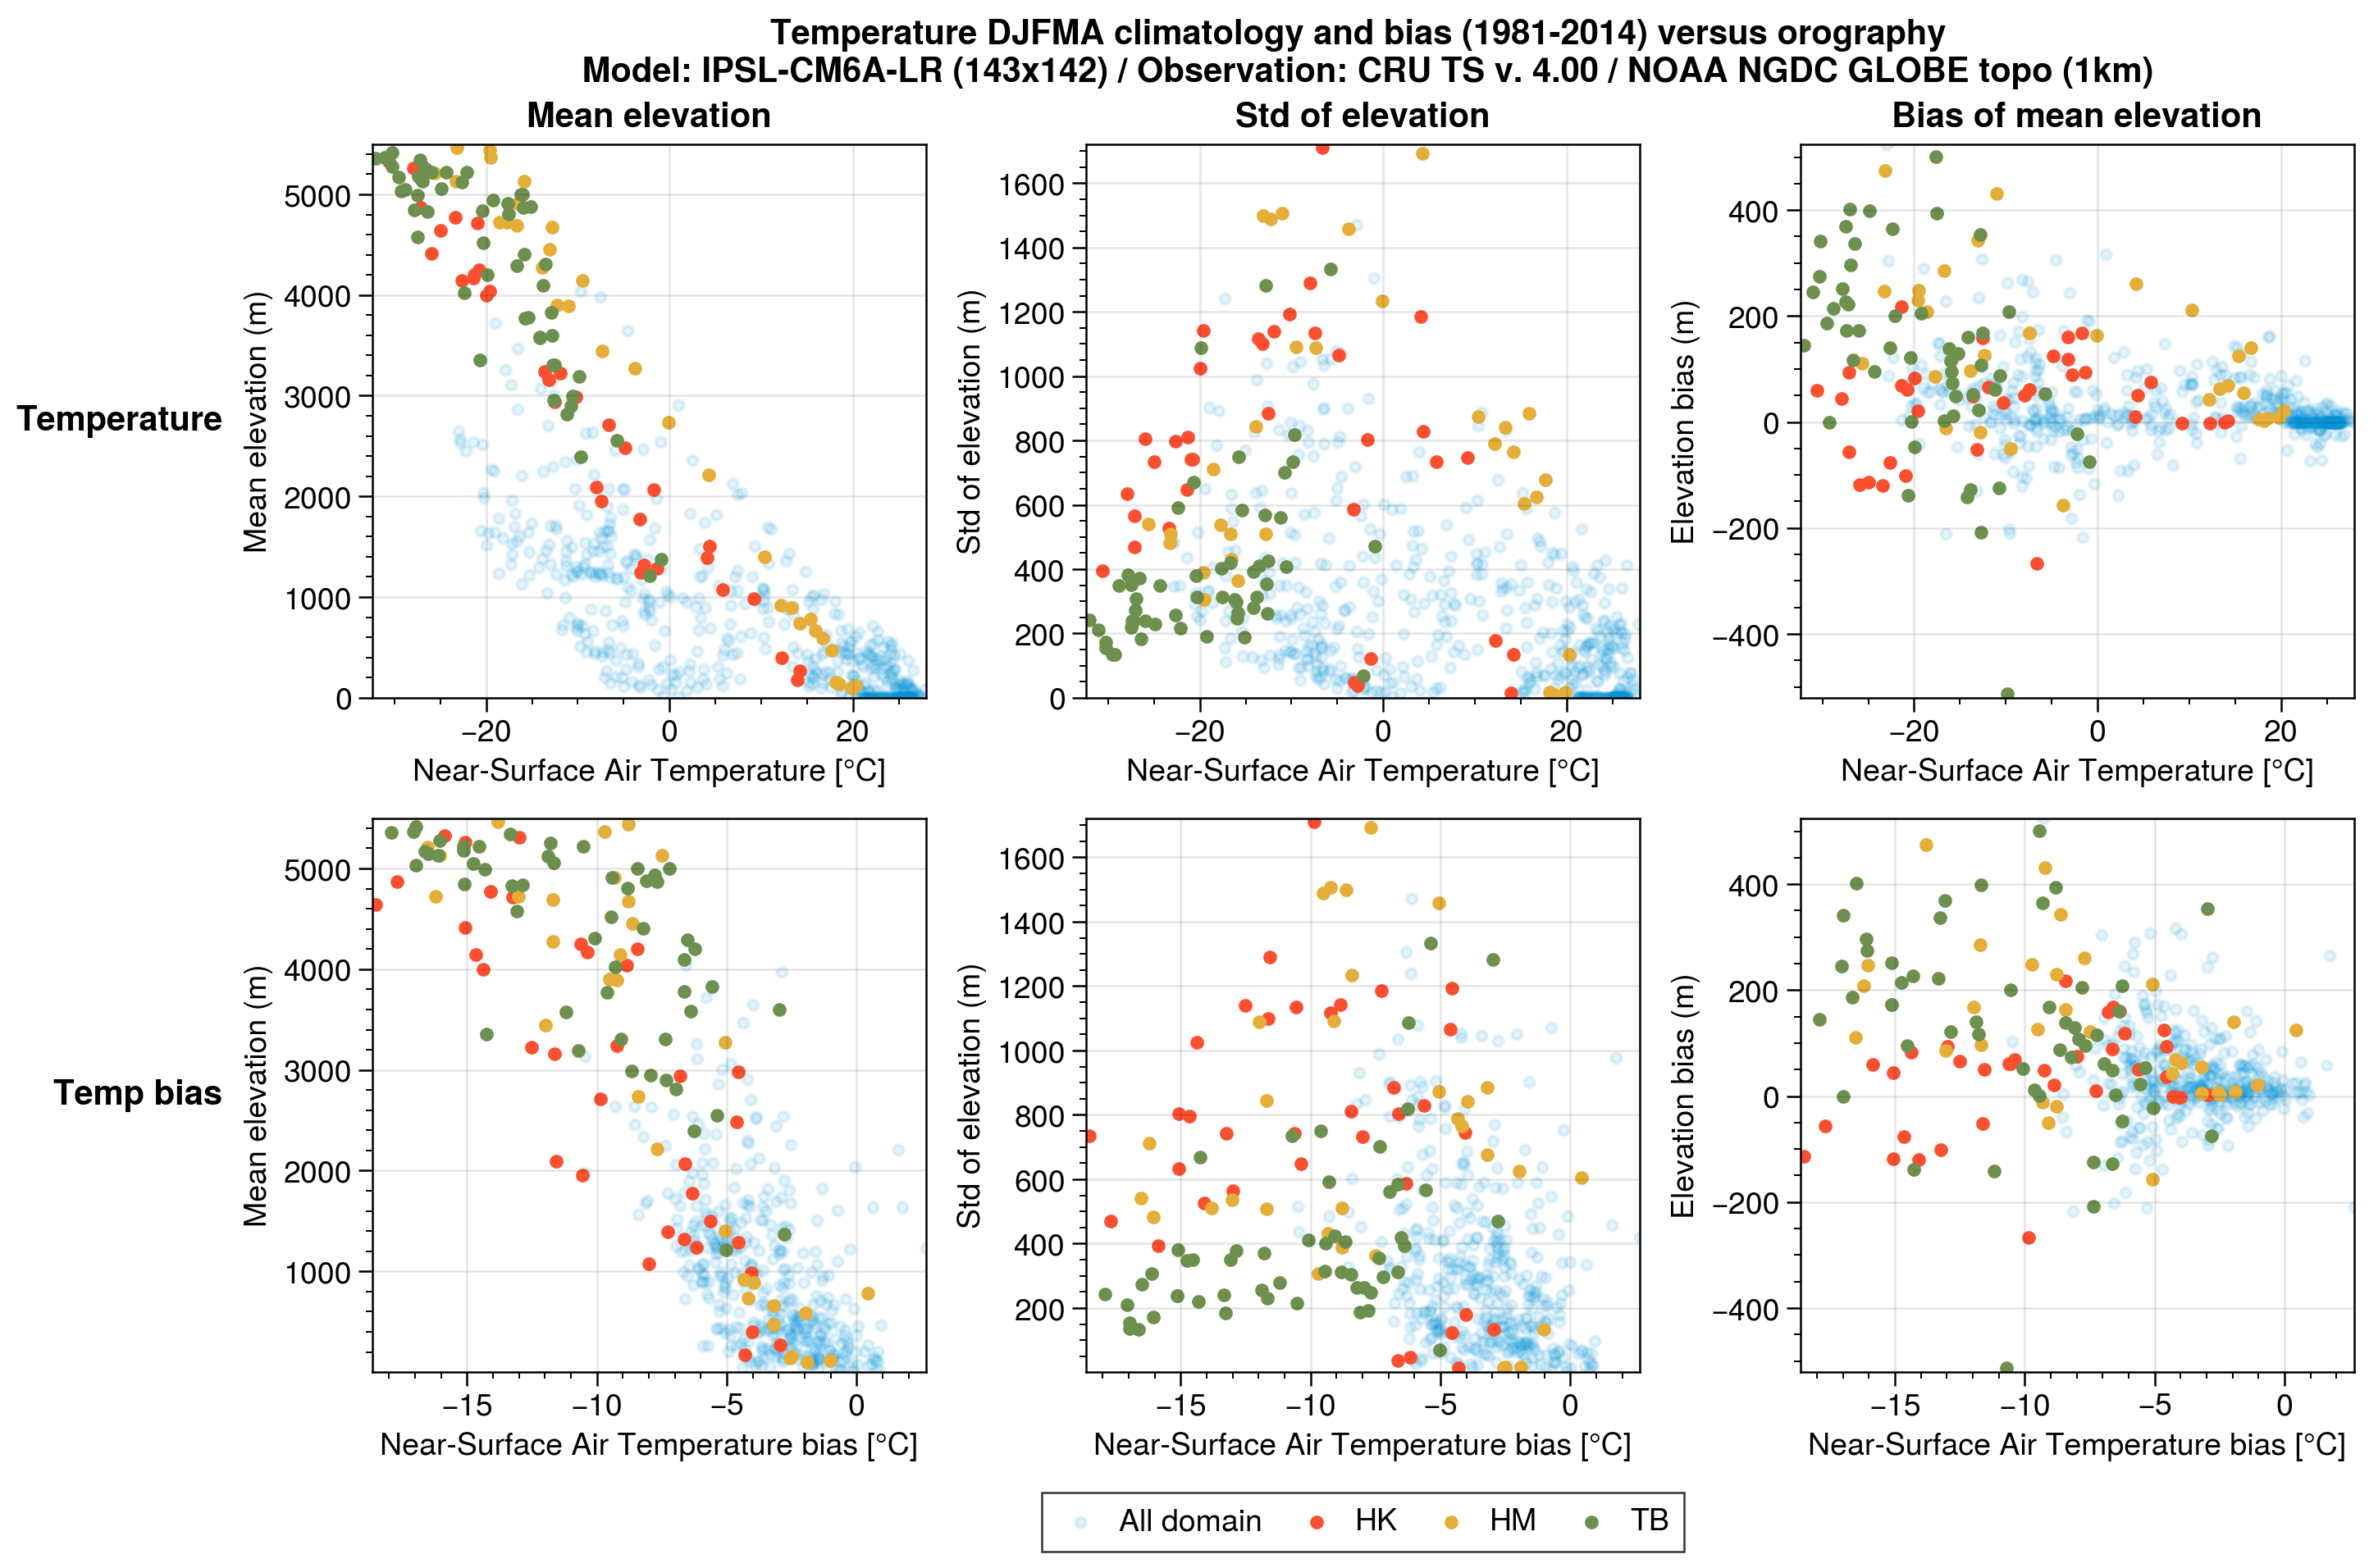 Temperature DJFMA climatology and bias (1981-2014) versus orography
Model: IPSL-CM6A-LR (143x142) / Observation: CRU TS v. 4.00 / NOAA NGDC GLOBE topo (1km)
Mean elevation
Std of elevation
Bias of mean elevation
Temperature
Mean elevation (m)
5000
4000
3000
2000
1000
0
−20 0 20
Near-Surface Air Temperature [°C]
Std of elevation (m)
1600
1400
1200
1000
800
600
400
200
0
−20 0 20
Near-Surface Air Temperature [°C]
Elevation bias (m)
400
200
0
−200
−400
−20 0 20
Near-Surface Air Temperature [°C]
Temp bias
Mean elevation (m)
5000
4000
3000
2000
1000
−15 −10 −5 0
Near-Surface Air Temperature bias [°C]
Std of elevation (m)
1600
1400
1200
1000
800
600
400
200
−15 −10 −5 0
Near-Surface Air Temperature bias [°C]
Elevation bias (m)
400
200
0
−200
−400
−15 −10 −5 0
Near-Surface Air Temperature bias [°C]
All domain HK HM TB